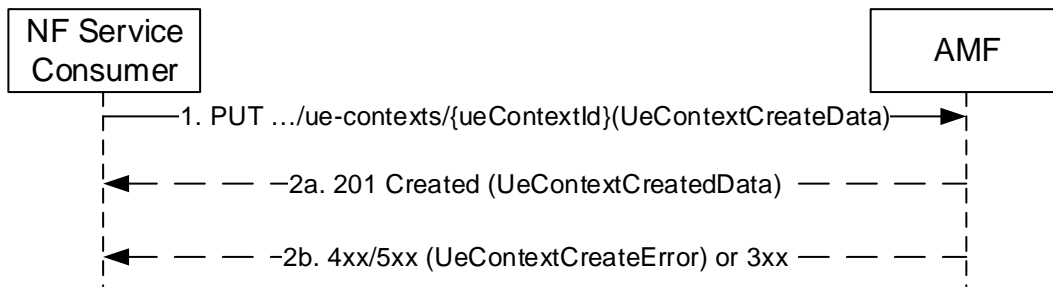 NF Service
Consumer
AMF
1. PUT …/ue-contexts/{ueContextId}(UeContextCreateData)
2a. 201 Created (UeContextCreatedData)
2b. 4xx/5xx (UeContextCreateError) or 3xx